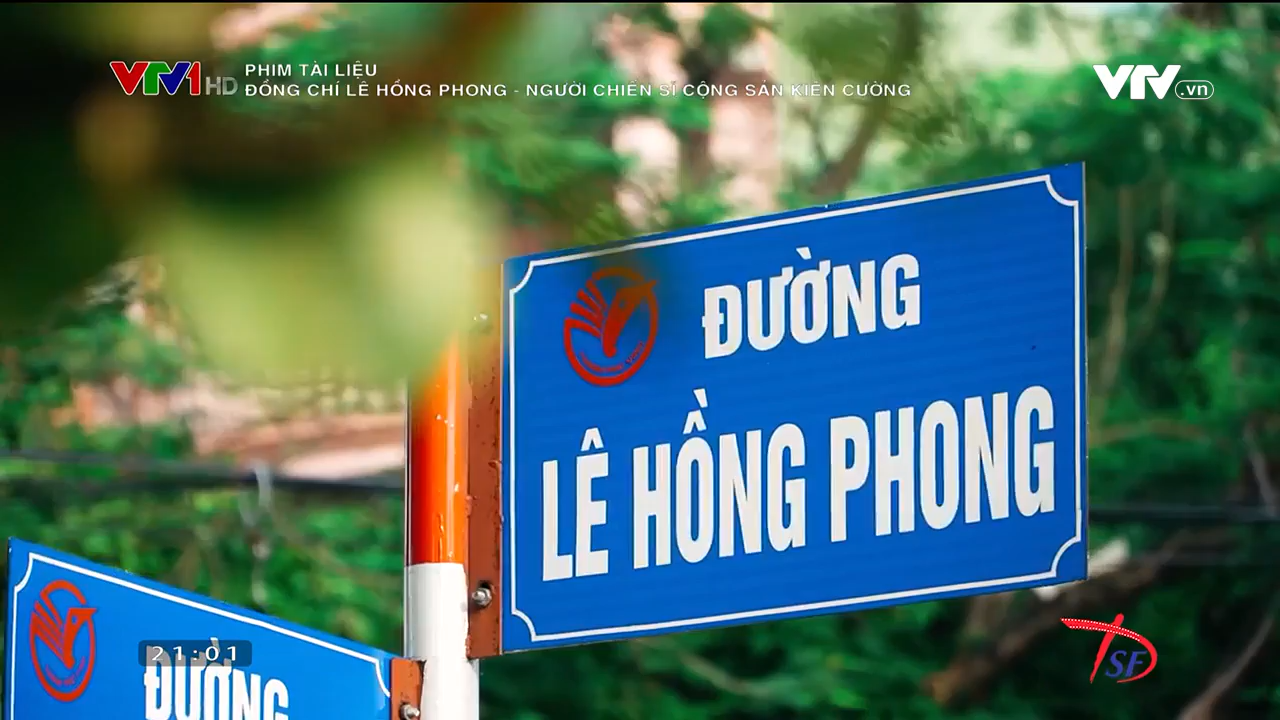 VTV1 HD
PHIM TÀI LIỆU
ĐỒNG CHÍ LÊ HỒNG PHONG - NGƯỜI CHIẾN SĨ CỘNG SẢN KIÊN CƯỜNG
VTV.vn
ĐƯỜNG
LÊ HỒNG PHONG
21:01
ĐƯỜNG
SF